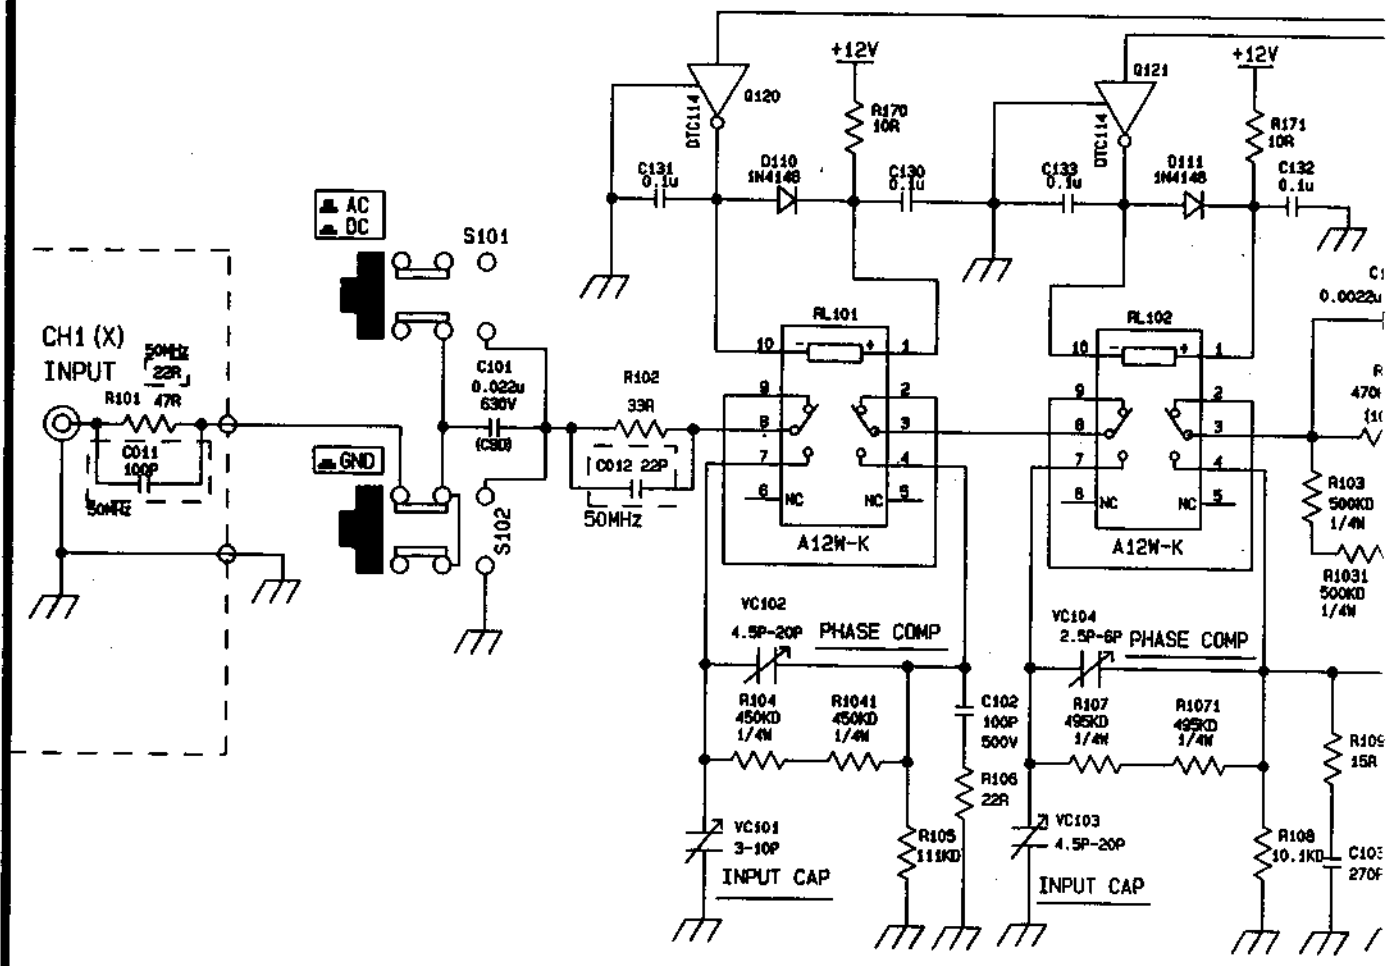 +12V
Q120
DTC114
R170
10R
C131
0.1u
D110
1N4148
C130
0.1u
Q121
DTC114
+12V
R171
10R
C133
0.1u
D111
1N4148
C132
0.1u
AC
DC
S101
CH1(X)
INPUT
50MHz
22R
R101 47R
C011
100P
50MHz
GND
S102
C101
0.022u
630V
R102
33R
C012 22P
50MHz
RL101
10 - + 1
9 2
8 3
7 4
6 NC NC 5
A12W-K
RL102
10 - + 1
9 2
8 3
7 4
6 NC NC 5
A12W-K
0.0022u
R103
500KD
1/4W
R1031
500KD
1/4W
VC102
4.5P-20P PHASE COMP
R104
450KD
1/4W
R1041
450KD
1/4W
C102
100P
500V
R106
22R
VC101
3-10P
INPUT CAP
R105
111KD
VC104
2.5P-6P PHASE COMP
R107
495KD
1/4W
R1071
495KD
1/4W
VC103
4.5P-20P
INPUT CAP
R108
10.1KD
R109
15R
C103
270P